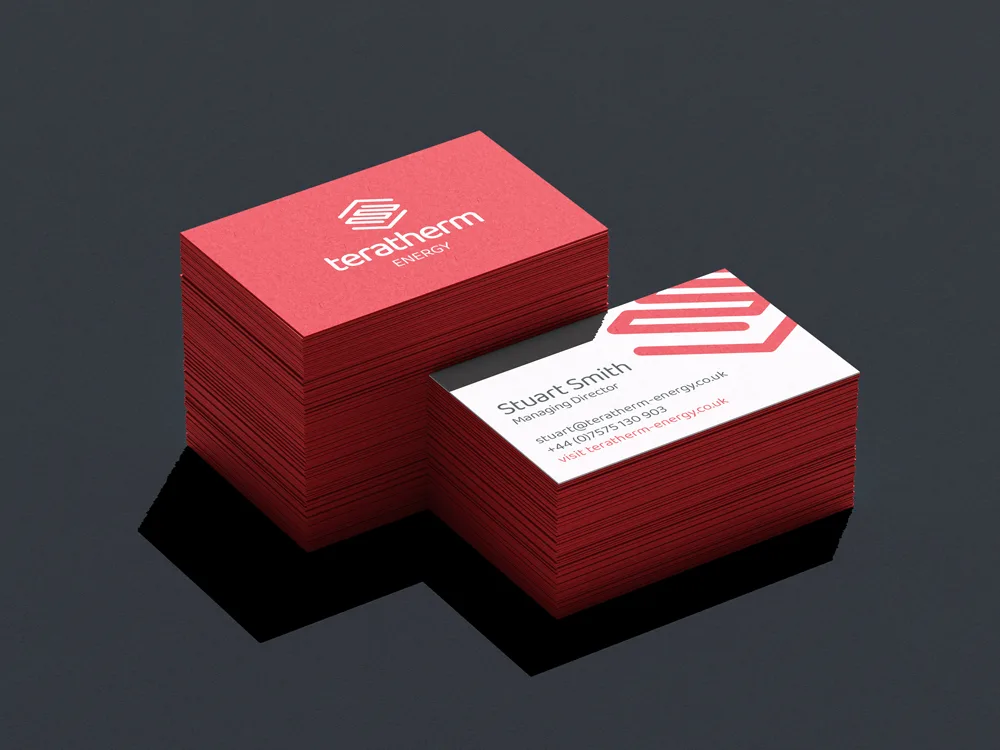 teratherm
ENERGY
Stuart Smith
Managing Director
stuart@teratherm-energy.co.uk
+44 (0)7575 130 903
visit teratherm-energy.co.uk